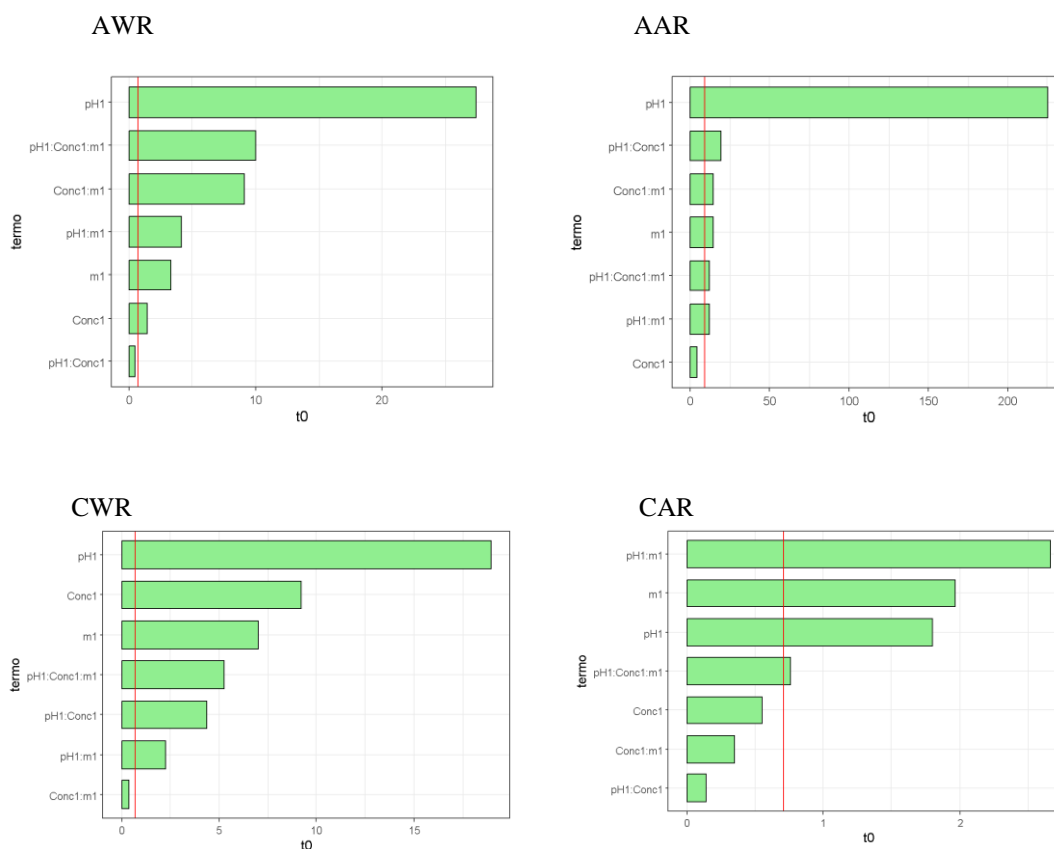 AWR
AAR
termo
pH1
pH1:Conc1:m1
Conc1:m1
pH1:m1
m1
Conc1
pH1:Conc1
0 10 20
t0
termo
pH1
pH1:Conc1
Conc1:m1
m1
pH1:Conc1:m1
pH1:m1
Conc1
0 50 100 150 200
t0
CWR
CAR
termo
pH1
Conc1
m1
pH1:Conc1:m1
pH1:Conc1
pH1:m1
Conc1:m1
0 5 10 15
t0
termo
pH1:m1
m1
pH1
pH1:Conc1:m1
Conc1
Conc1:m1
pH1:Conc1
0 1 2
t0